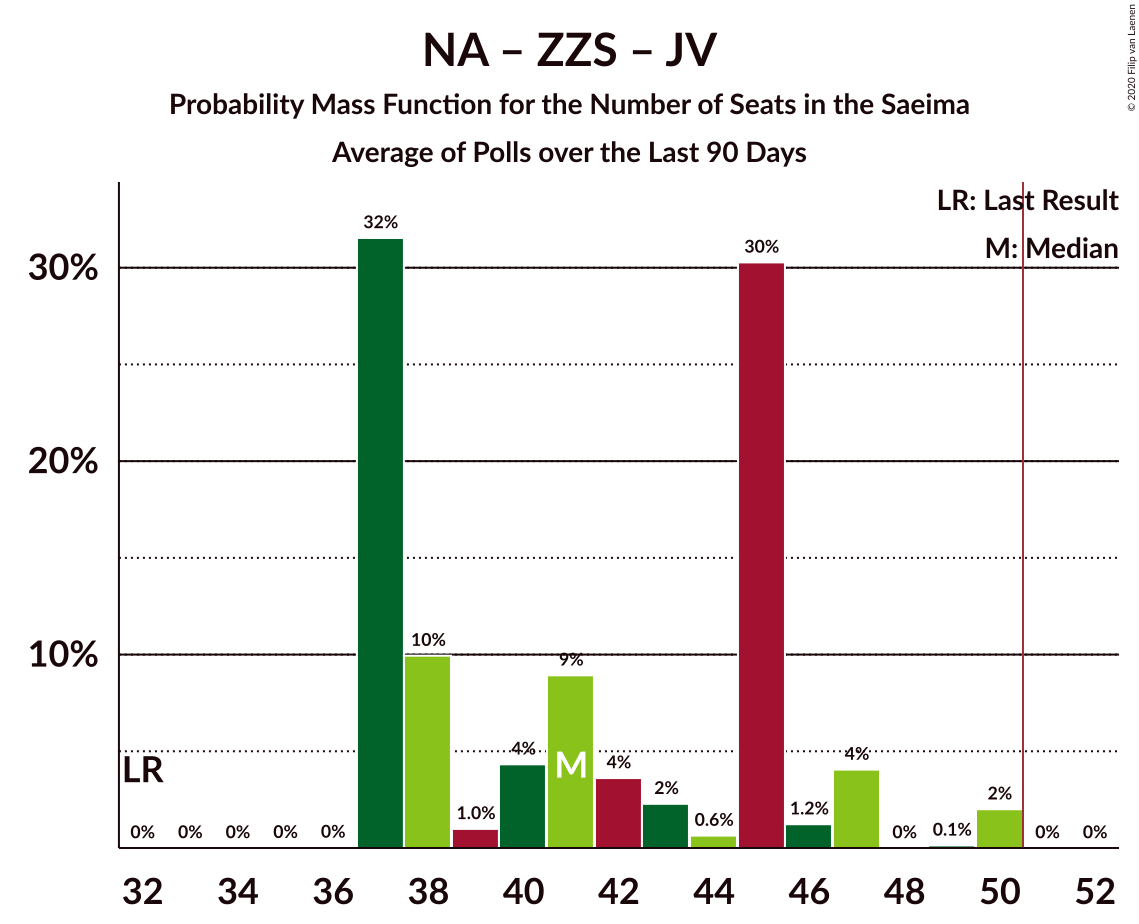 NA – ZZS – JV
Probability Mass Function for the Number of Seats in the Saeima
Average of Polls over the Last 90 Days
© 2020 Filip van Laenen
LR: Last Result
M: Median
30%
20%
10%
LR
0%
0%
0%
0%
0%
32%
10%
1.0%
4%
9%
M
4%
2%
0.6%
30%
1.2%
4%
0%
0.1%
2%
0%
0%
32 34 36 38 40 42 44 46 48 50 52